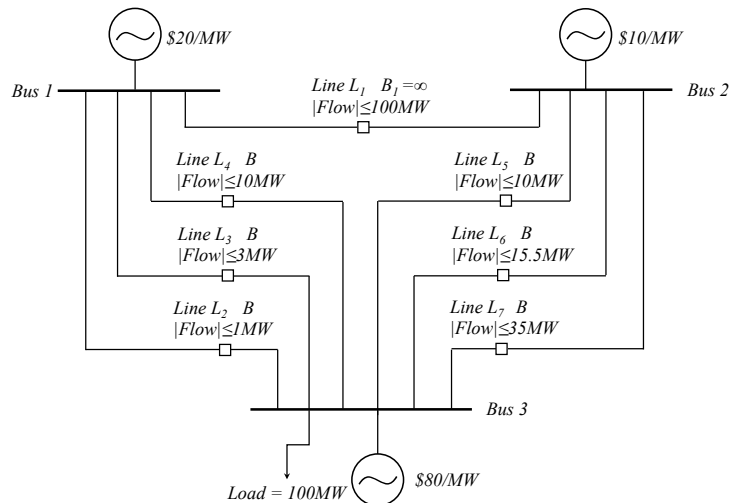 $20/MW
$10/MW
Bus 1
Line L1 B1 =∞
|Flow|≤100MW
Bus 2
Line L4 B
|Flow|≤10MW
Line L5 B
|Flow|≤10MW
Line L3 B
|Flow|≤3MW
Line L6 B
|Flow|≤15.5MW
Line L2 B
|Flow|≤1MW
Line L7 B
|Flow|≤35MW
Bus 3
Load = 100MW
$80/MW